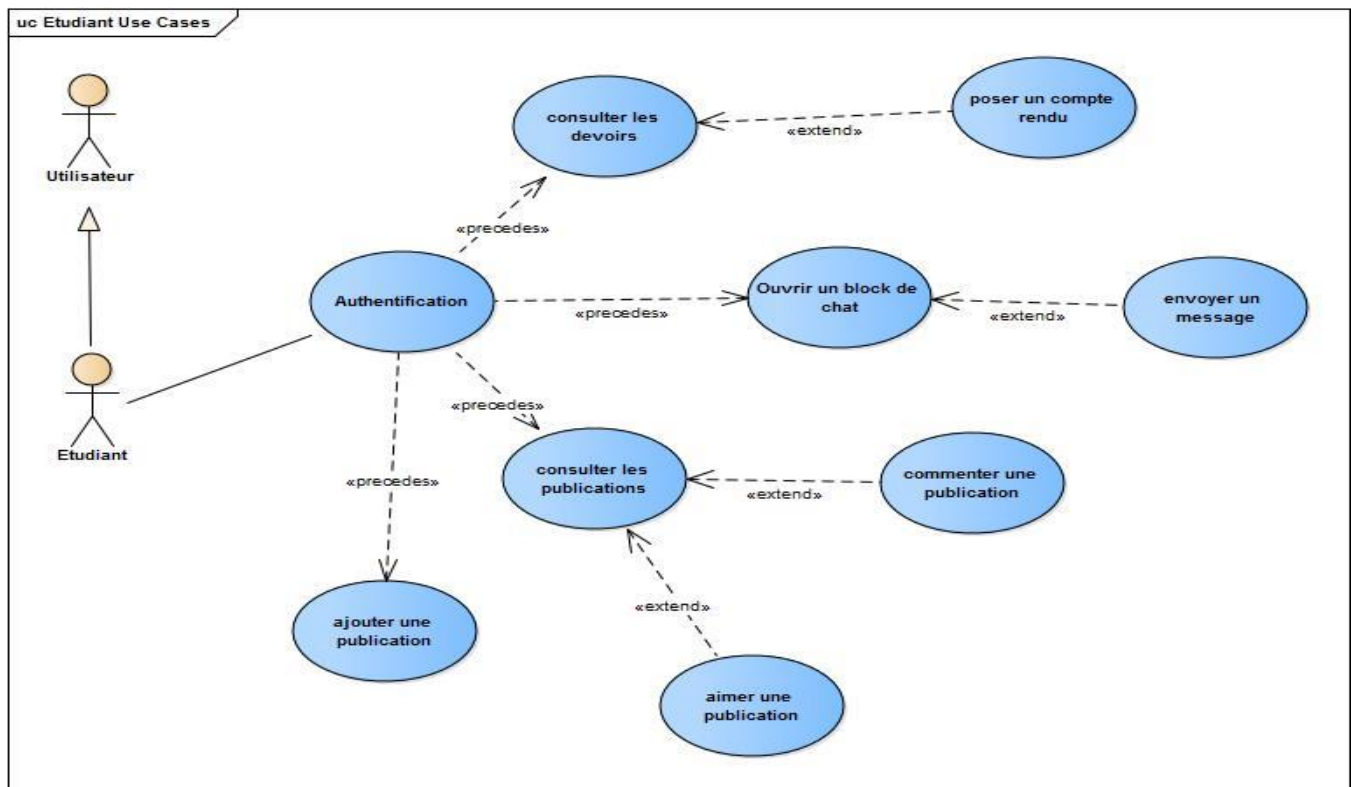 uc Etudiant Use Cases
Utilisateur
Etudiant
Authentification
«precedes»
consulter les
devoirs
«extend»
poser un compte
rendu
«precedes»
Ouvrir un block de
chat
«extend»
envoyer un
message
«precedes»
consulter les
publications
«extend»
commenter une
publication
«precedes»
ajouter une
publication
«extend»
aimer une
publication